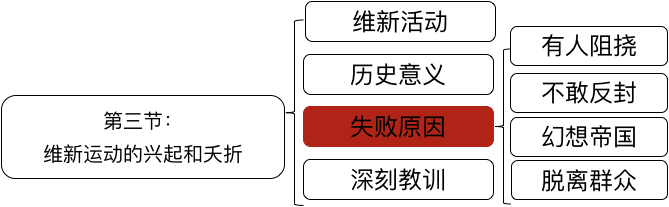 第三节：
维新运动的兴起和夭折
维新活动
历史意义
失败原因
深刻教训
有人阻挠
不敢反封
幻想帝国
脱离群众